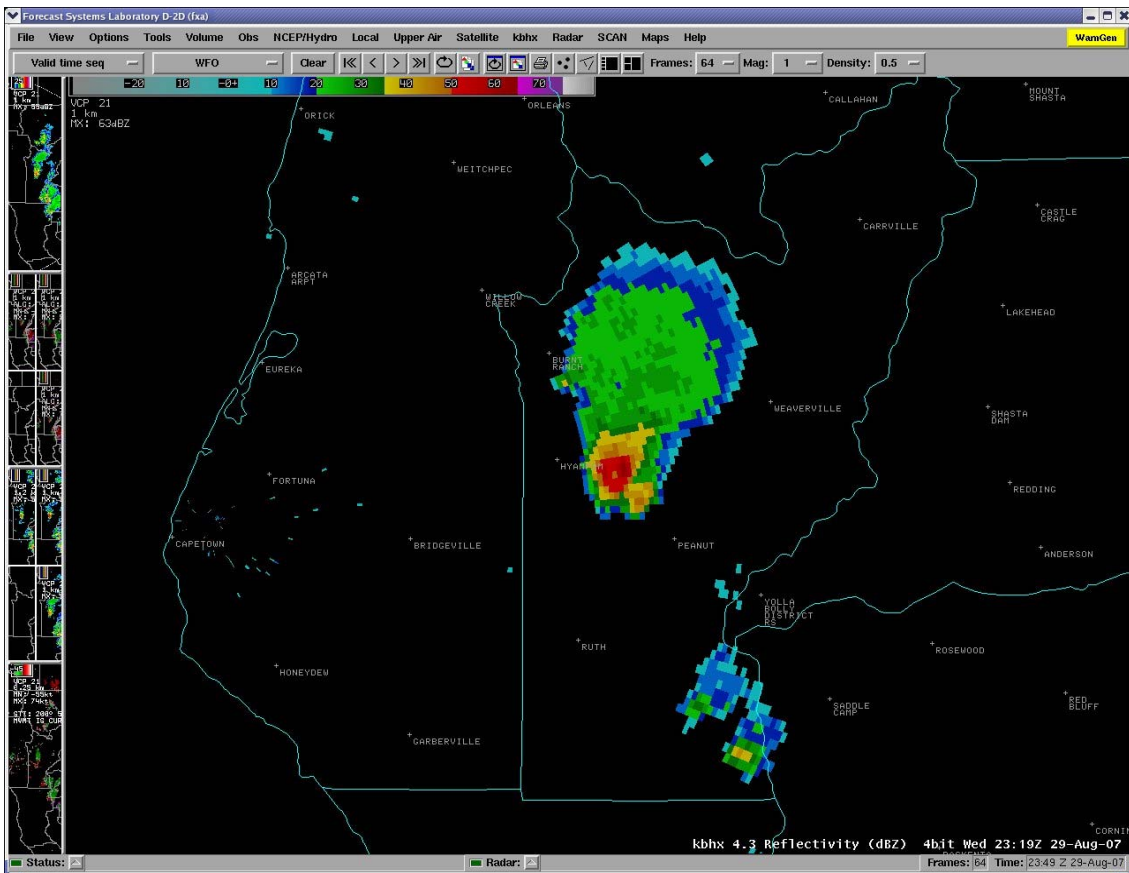 Forecast Systems Laboratory D-2D (fxa)
File View Options Tools Volume Obs NCEP/Hydro Local Upper Air Satellite kbhx Radar SCAN Maps Help WarnGen
Valid time seq WFO Clear Frames: 64 Mag: 1 Density: 0.5
-20 10 -0+ 10 20 30 40 50 60 70
VCP 21
1 km
MX: 63dBZ
ORICK
ORLEANS
CALLAHAN
MOUNT
SHASTA
WEITCHPEC
CASTLE
CRAG
CARRVILLE
ARCATA
ARPT
WILLOW
CREEK
LAKEHEAD
EUREKA
BURNT
RANCH
WEAVERVILLE
SHASTA
DAM
HYAMPOM
FORTUNA
REDDING
CAPETOWN
BRIDGEVILLE
PEANUT
ANDERSON
YOLLA
BOLLY
DISTRICT
RS
RUTH
ROSEWOOD
HONEYDEW
SADDLE
CAMP
RED
BLUFF
GARBERVILLE
CORNIN
kbhx 4.3 Reflectivity (dBZ) 4bit Wed 23:19Z 29-Aug-07
Status: Radar: Frames: 64 Time: 23:49 Z 29-Aug-07